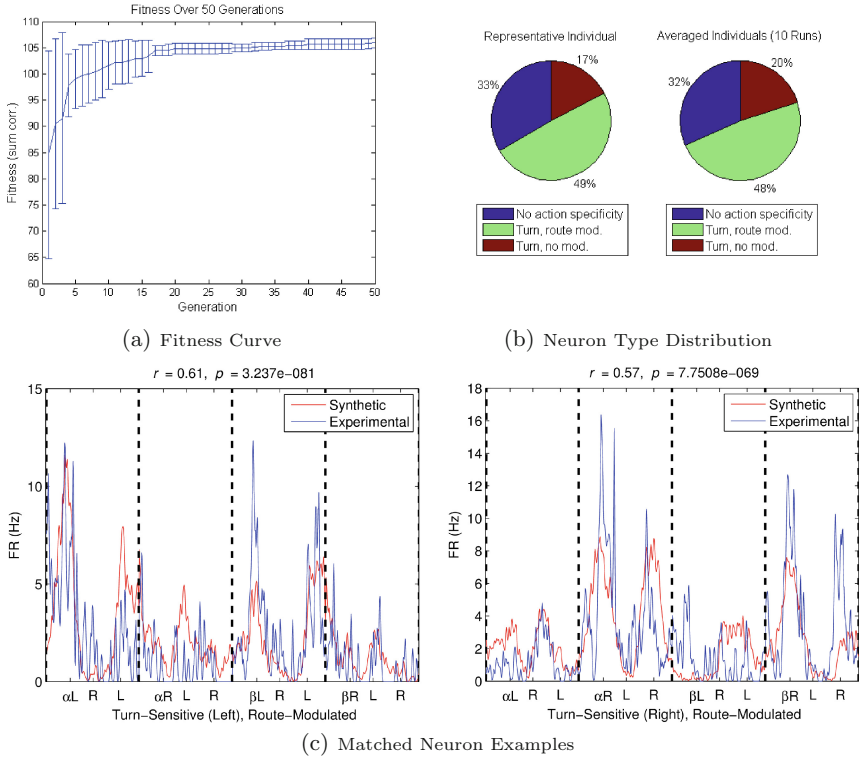 Fitness Over 50 Generations
110
105
100
95
90
85
80
75
70
65
60
Fitness (sum corr.)
0 5 10 15 20 25 30 35 40 45 50
Generation
(a) Fitness Curve
Representative Individual
17%
33%
49%
No action specificity
Turn, route mod.
Turn, no mod.
Averaged Individuals (10 Runs)
20%
32%
48%
No action specificity
Turn, route mod.
Turn, no mod.
(b) Neuron Type Distribution
r = 0.61, p = 3.237e−081
Synthetic
Experimental
15
10
5
0
FR (Hz)
αL R L αR L R βL R L βR L R
Turn−Sensitive (Left), Route−Modulated
r = 0.57, p = 7.7508e−069
Synthetic
Experimental
18
16
14
12
10
8
6
4
2
0
FR (Hz)
αL R L αR L R βL R L βR L R
Turn−Sensitive (Right), Route−Modulated
(c) Matched Neuron Examples